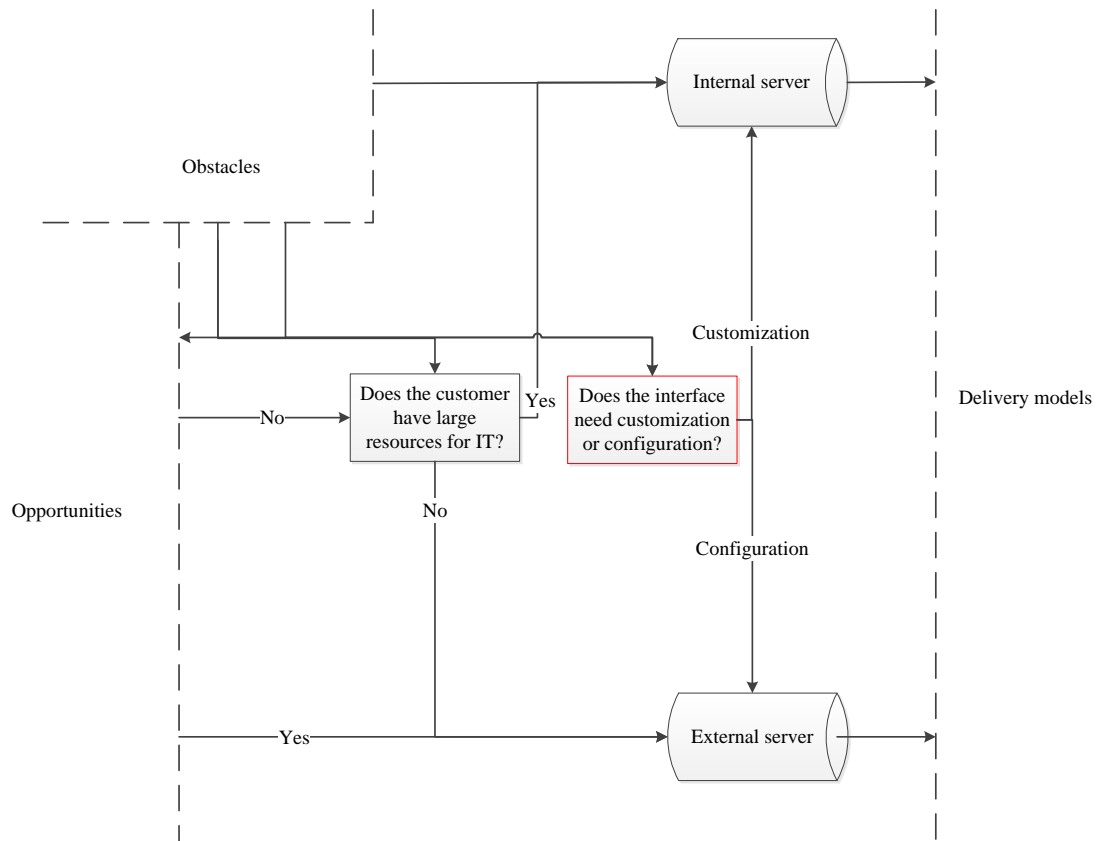 Internal server
Obstacles
Customization
Does the customer
have large
resources for IT?
Yes
Does the interface
need customization
or configuration?
Delivery models
No
Opportunities
No
Configuration
Yes
External server